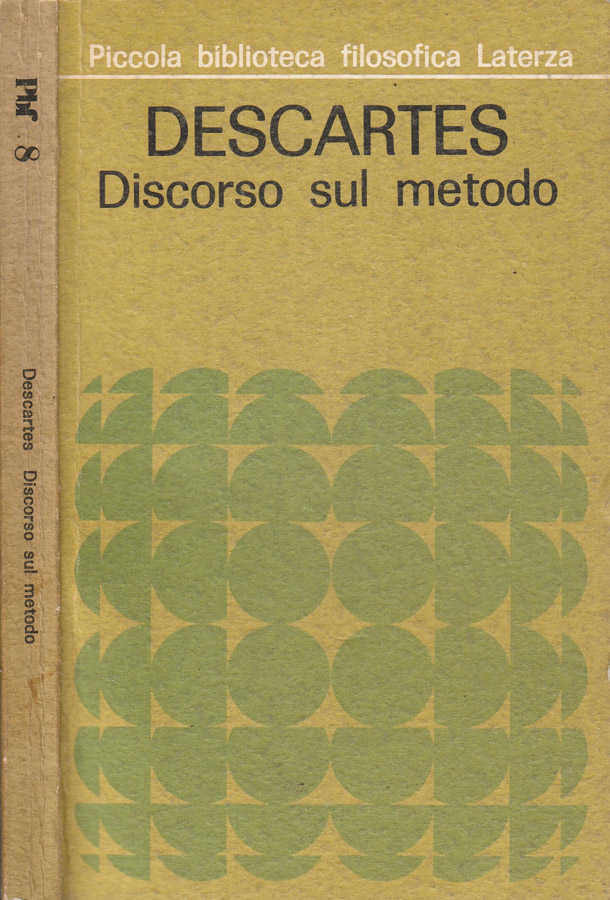 Piccola biblioteca filosofica Laterza
DESCARTES
Discorso sul metodo
Pbf 8
Descartes Discorso sul metodo